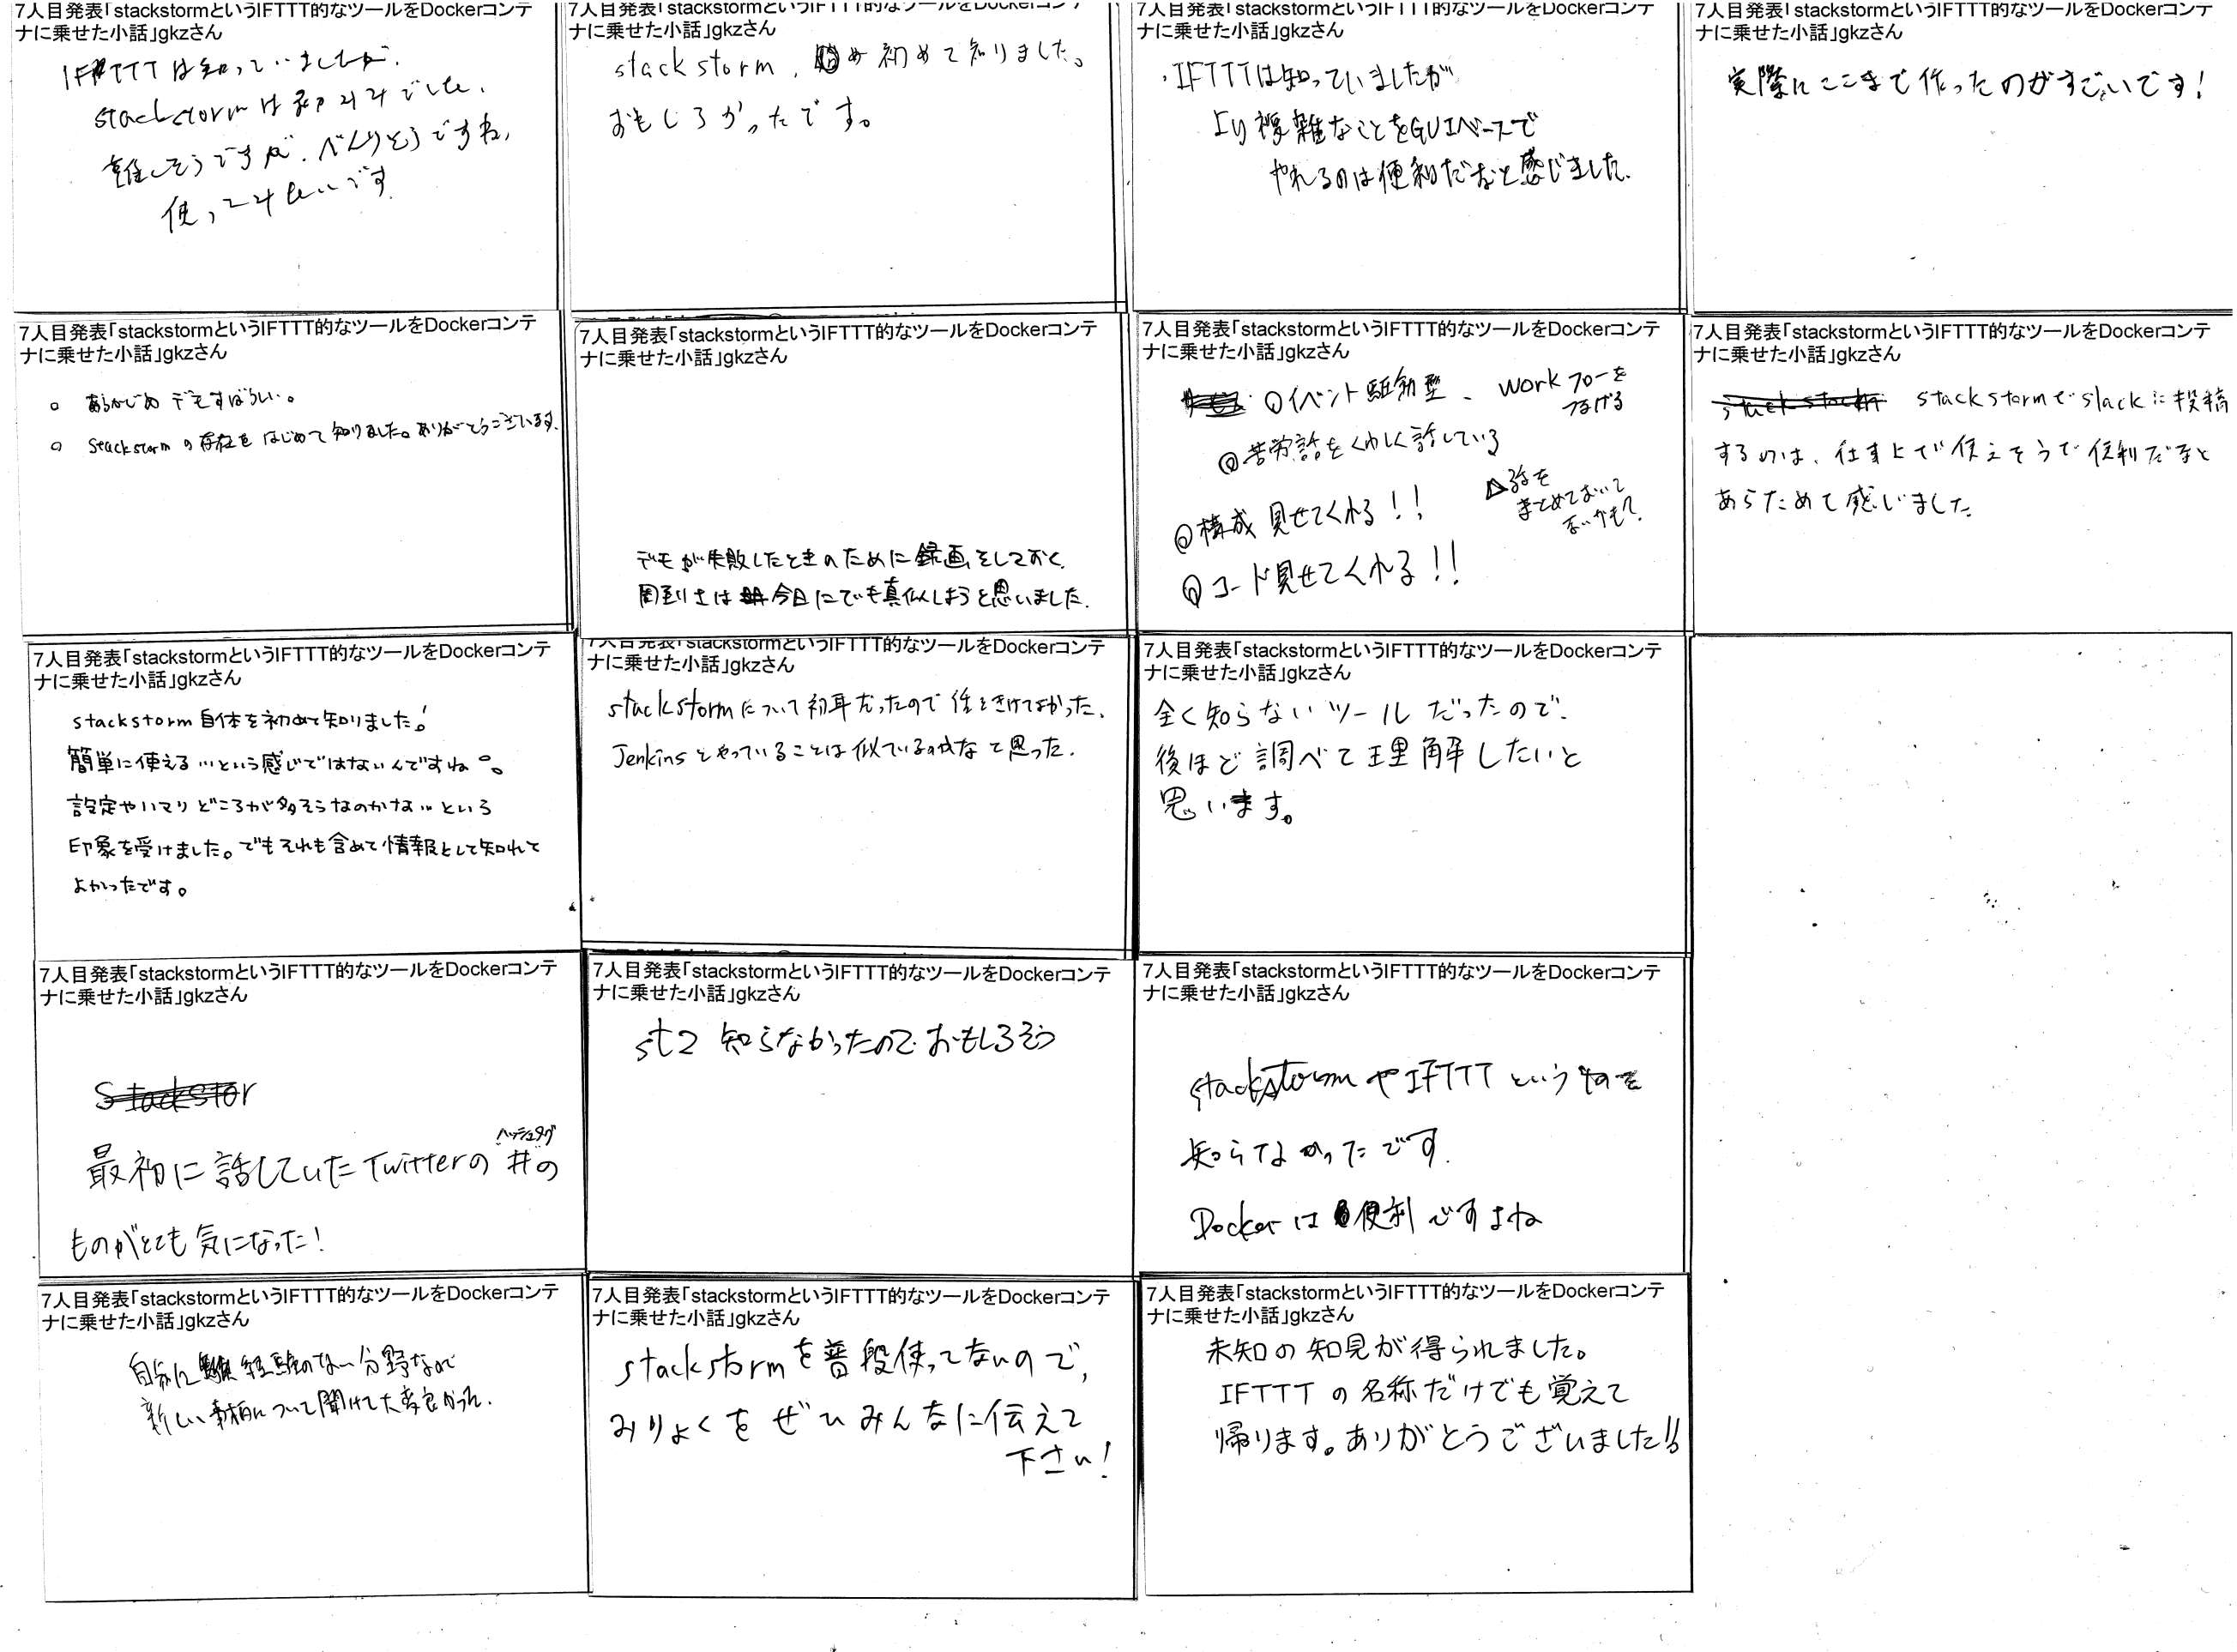 7人目発表「stackstormというIFTTT的なツールをDockerコンテ
ナに乗せた小話」gkzさん
IFTTTは知っていましたが、
stackstormは初耳でした。
難しそうですが、べんりそうですね、
使ってみたいです
7人目発表「stackstormというIFTTT的なツールをDockerコンテ
ナに乗せた小話」gkzさん
stackstorm、初めて知りました。
おもしろかったです。
7人目発表「stackstormというIFTTT的なツールをDockerコンテ
ナに乗せた小話」gkzさん
・IFTTTは知っていましたが
より複雑なことをGUIベースで
やれるのは便利だなと感じました.
7人目発表「stackstormというIFTTT的なツールをDockerコンテ
ナに乗せた小話」gkzさん
実際にここまで作ったのがすごいです!
7人目発表「stackstormというIFTTT的なツールをDockerコンテ
ナに乗せた小話」gkzさん
○ あらかじめ デモすばらしい。
○ stackstorm の存在を はじめて知りました。ありがとうございます.
7人目発表「stackstormというIFTTT的なツールをDockerコンテ
ナに乗せた小話」gkzさん
デモが失敗したときのために録画をしておく、
周到さは 今日にでも真似しようと思いました.
7人目発表「stackstormというIFTTT的なツールをDockerコンテ
ナに乗せた小話」gkzさん
◎イベント駆動型、workフローを
つなげる
◎苦労話をくわしく話している
△話を
まとめておいて
◎構成見せてくれる!!
◎コード見せてくれる!!
7人目発表「stackstormというIFTTT的なツールをDockerコンテ
ナに乗せた小話」gkzさん
stackstormでslackに投稿
するのは、仕事上で使えそうで便利だなと
あらためて感じました.
7人目発表「stackstormというIFTTT的なツールをDockerコンテ
ナに乗せた小話」gkzさん
stackstorm自体を初めて知りました!
簡単に使える…という感じではないんですね。
設定やいじりどころが多そうなのかな…という
印象を受けました。でもそれも含めて情報として知れて
よかったです。
7人目発表「stackstormというIFTTT的なツールをDockerコンテ
ナに乗せた小話」gkzさん
stackstormについて初耳だったので話をきけてよかった、
Jenkinsとやっていることは似ているのかなと思った.
7人目発表「stackstormというIFTTT的なツールをDockerコンテ
ナに乗せた小話」gkzさん
全く知らないツールだったので、
後ほど調べて理解したいと
思います。
7人目発表「stackstormというIFTTT的なツールをDockerコンテ
ナに乗せた小話」gkzさん
Stackstor
ハッシュタグ
最初に話していたTwitterの#の
ものがとても気になった!
7人目発表「stackstormというIFTTT的なツールをDockerコンテ
ナに乗せた小話」gkzさん
st2 知らなかったので おもしろそう
7人目発表「stackstormというIFTTT的なツールをDockerコンテ
ナに乗せた小話」gkzさん
stackstormやIFTTTというものを
知らなかったです.
Dockerは便利ですよね
7人目発表「stackstormというIFTTT的なツールをDockerコンテ
ナに乗せた小話」gkzさん
自分に経験のない分野なので
新しい事柄について聞けて大変良かった.
7人目発表「stackstormというIFTTT的なツールをDockerコンテ
ナに乗せた小話」gkzさん
stackstormを普段使ってないので,
みりょくをぜひみんなに伝えて
下さい!
7人目発表「stackstormというIFTTT的なツールをDockerコンテ
ナに乗せた小話」gkzさん
未知の知見が得られました。
IFTTTの名称だけでも覚えて
帰ります。ありがとうございました!!